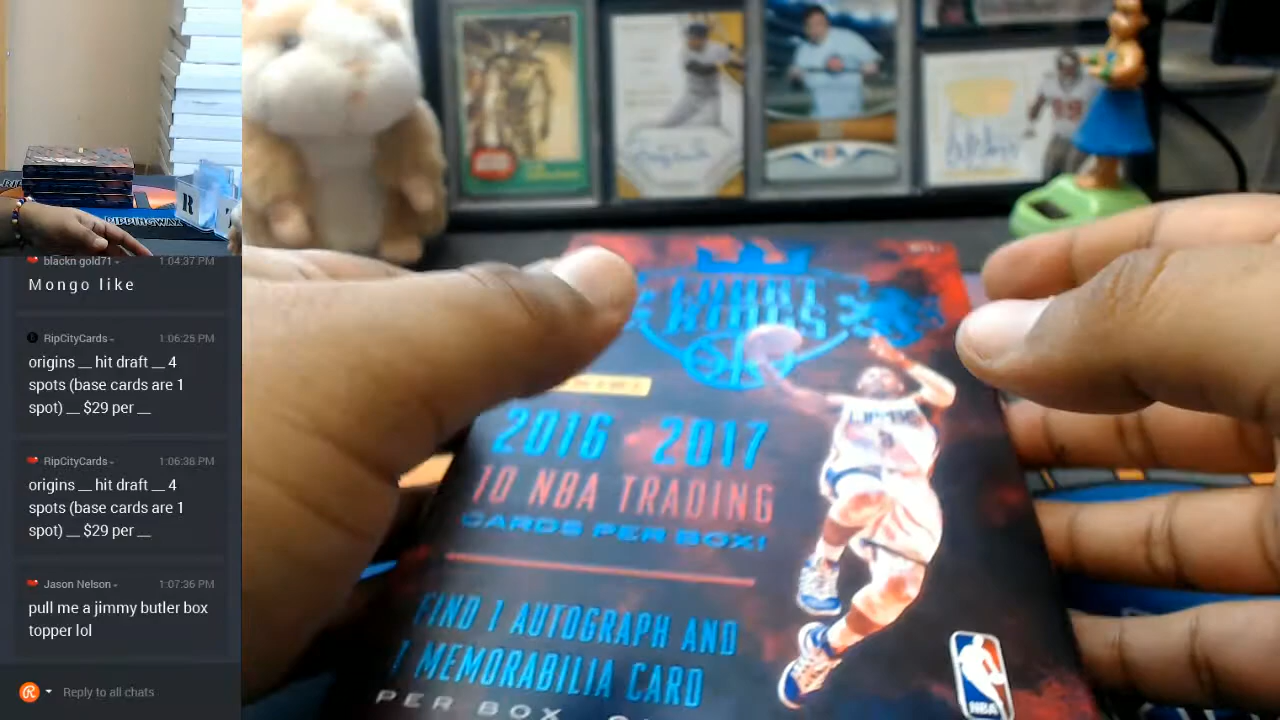 RIPPINGWAX
R
blackn gold71
1:04:37 PM
Mongo like
RipCityCards
1:06:25 PM
origins __ hit draft __ 4
spots (base cards are 1
spot) __ $29 per __
RipCityCards
1:06:38 PM
origins __ hit draft __ 4
spots (base cards are 1
spot) __ $29 per __
Jason Nelson
1:07:36 PM
pull me a jimmy butler box
topper lol
Reply to all chats
COURT
KINGS
PANINI
2016 2017
10 NBA TRADING
CARDS PER BOX!
FIND 1 AUTOGRAPH AND
1 MEMORABILIA CARD
PER BOX
NBA